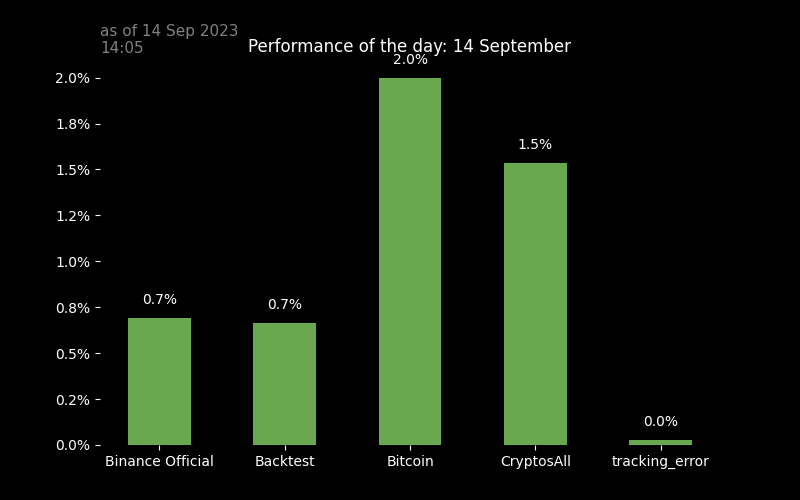 as of 14 Sep 2023
14:05
Performance of the day: 14 September
2.0%
2.0%
1.8%
1.5%
1.5%
1.2%
1.0%
0.8%
0.7%
0.7%
0.5%
0.2%
0.0%
0.0%
Binance Official
Backtest
Bitcoin
CryptosAll
tracking_error